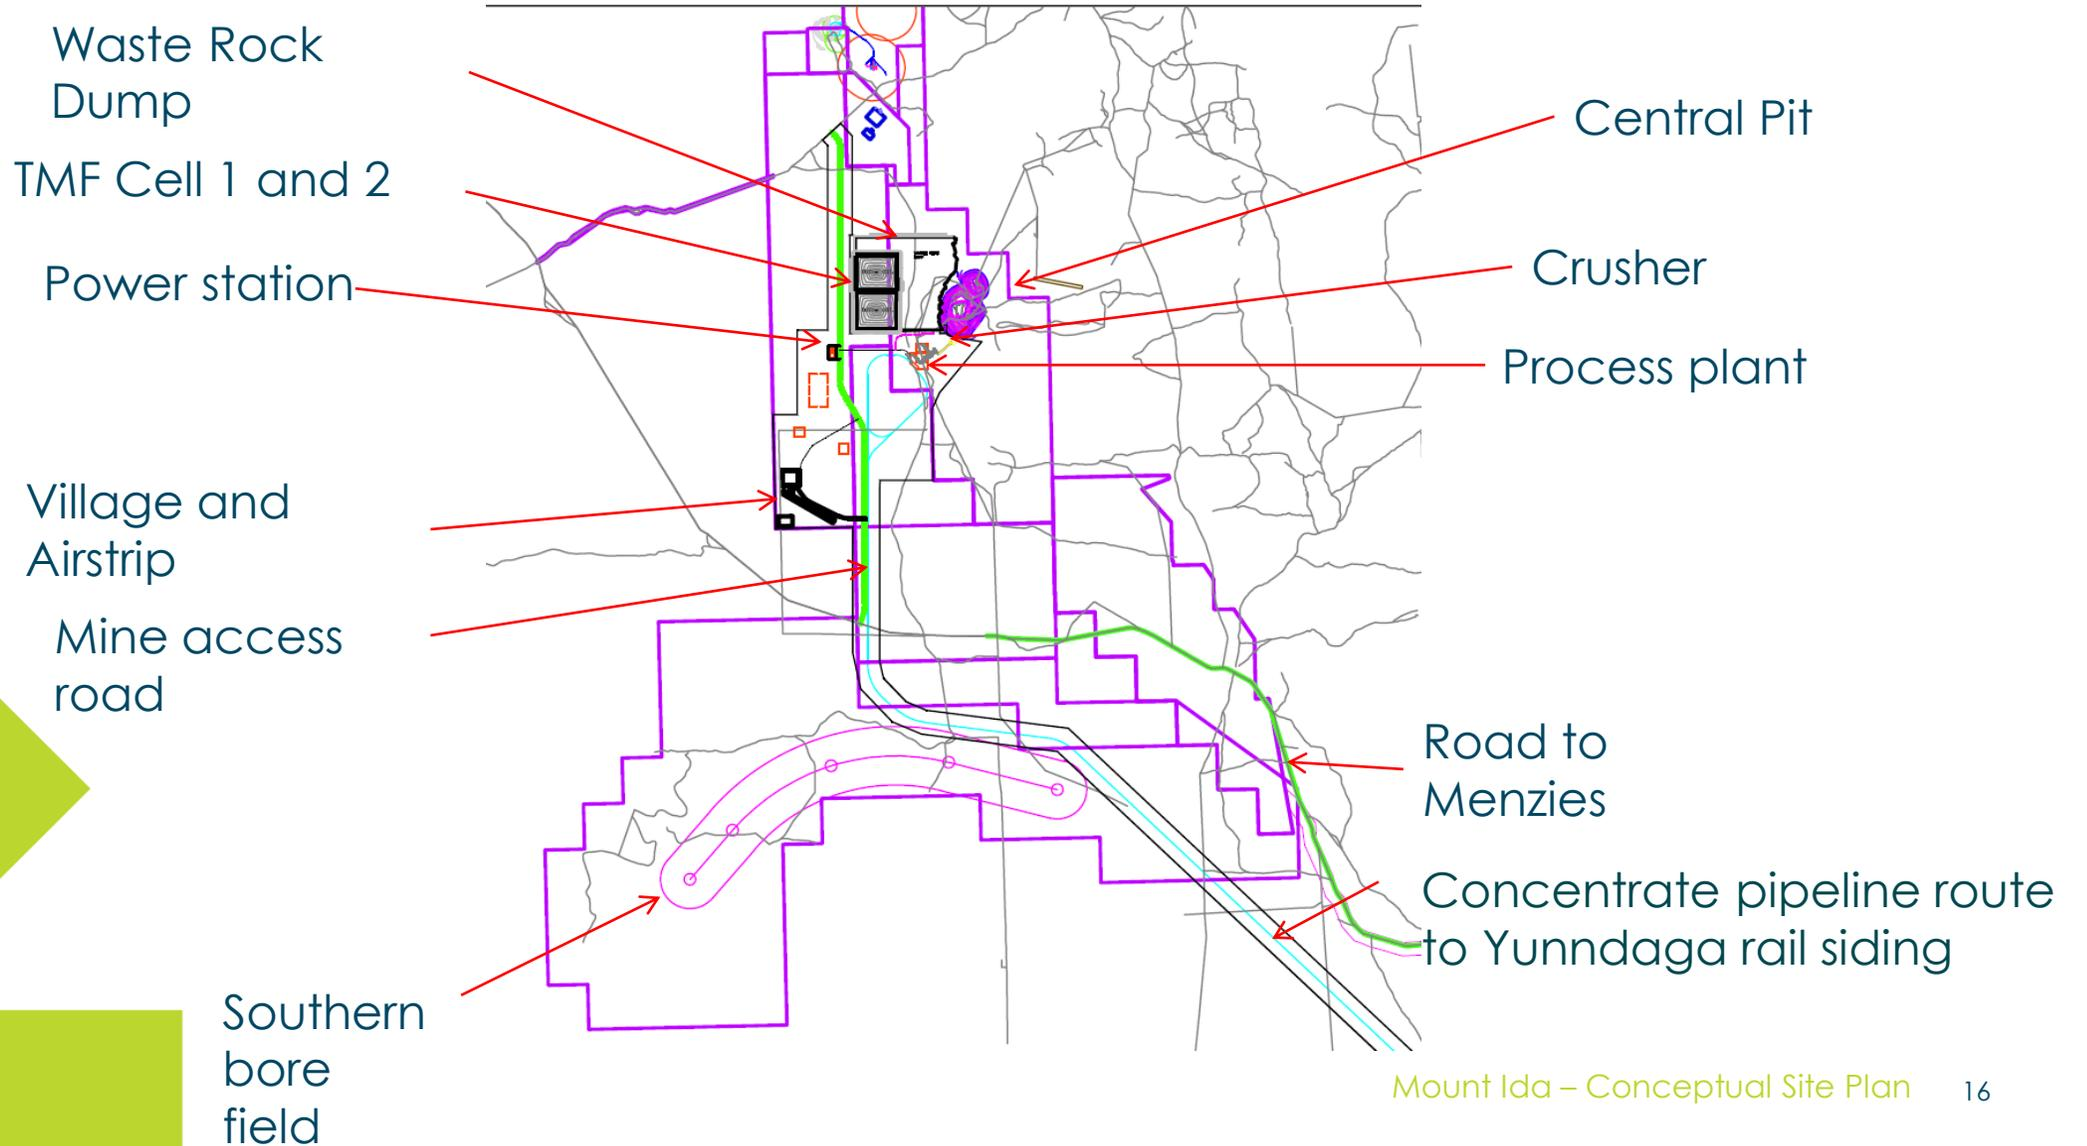 Waste Rock
Dump
TMF Cell 1 and 2
Power station
Village and
Airstrip
Mine access
road
Southern
bore
field
Central Pit
Crusher
Process plant
Road to
Menzies
Concentrate pipeline route
to Yunndaga rail siding
Mount Ida – Conceptual Site Plan
16